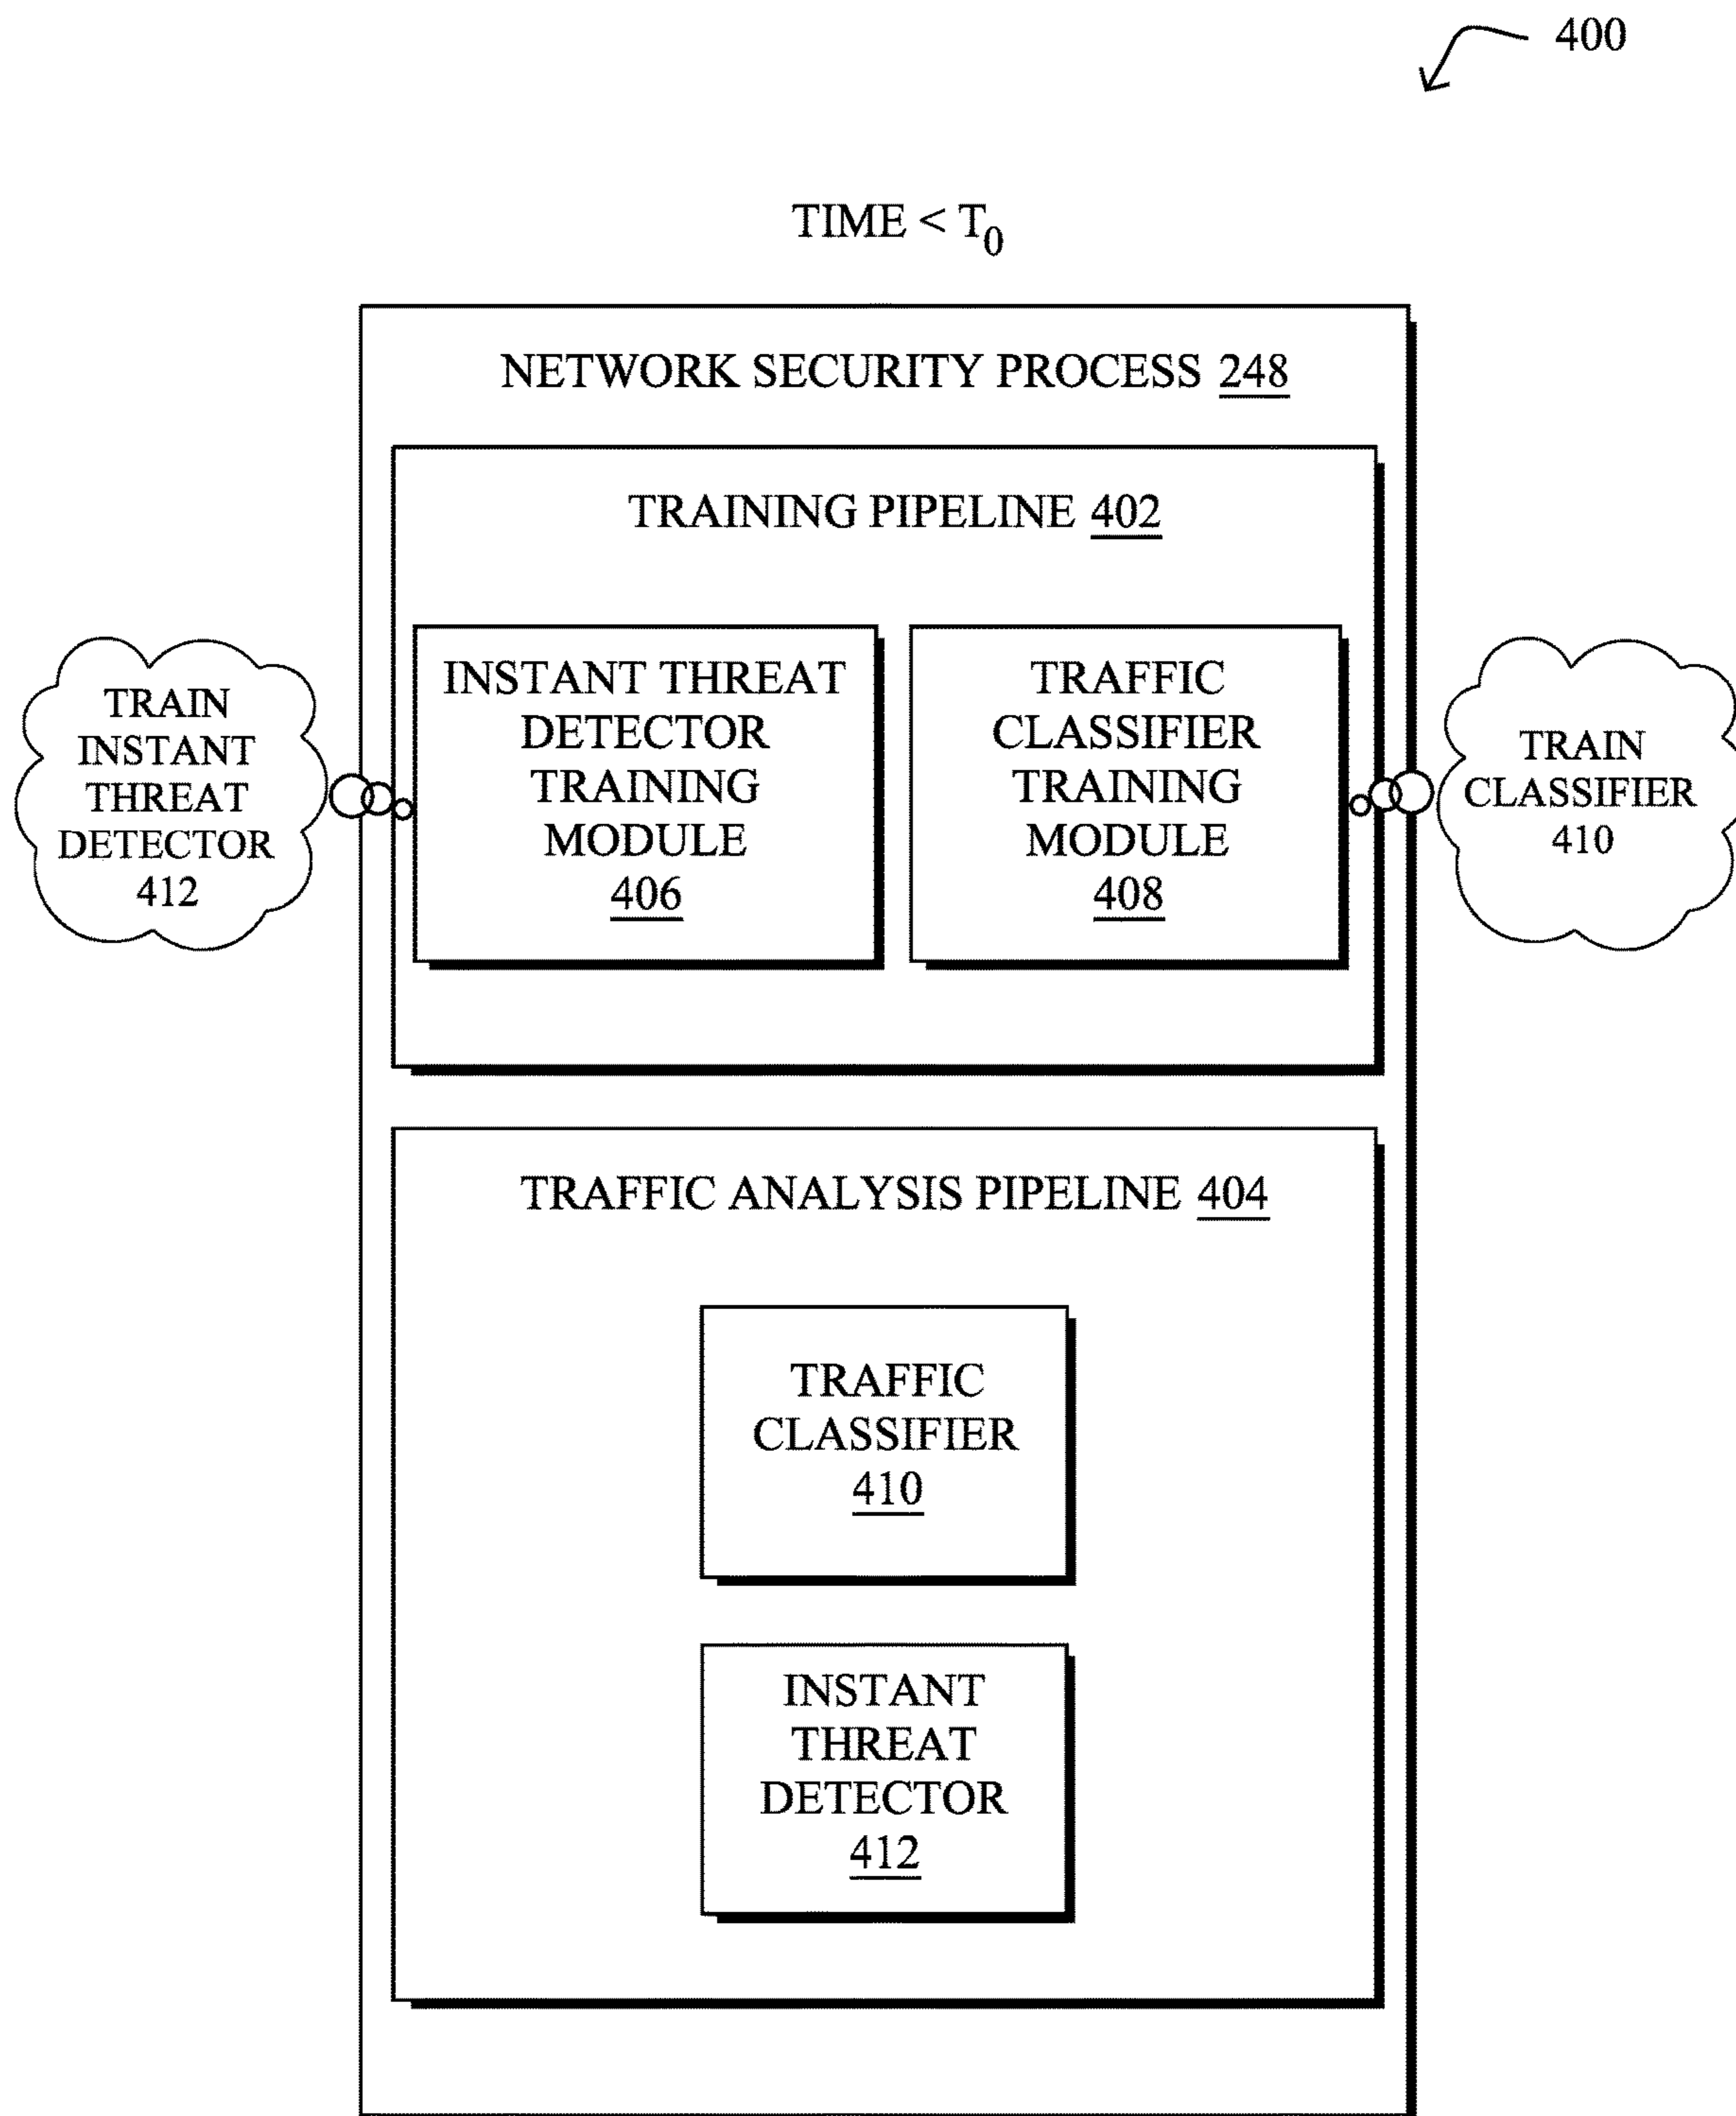 400
TIME < T₀
NETWORK SECURITY PROCESS 248
TRAINING PIPELINE 402
TRAIN
INSTANT
THREAT
DETECTOR
412
INSTANT THREAT
DETECTOR
TRAINING
MODULE
406
TRAFFIC
CLASSIFIER
TRAINING
MODULE
408
TRAIN
CLASSIFIER
410
TRAFFIC ANALYSIS PIPELINE 404
TRAFFIC
CLASSIFIER
410
INSTANT
THREAT
DETECTOR
412